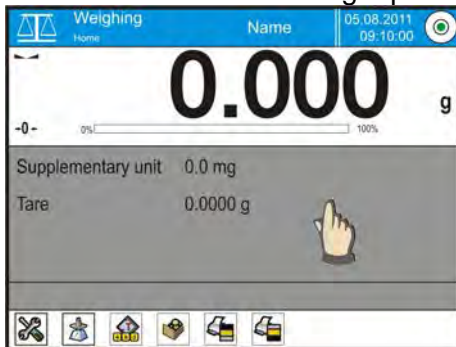 Weighing
Home
Name
05.08.2011
09:10:00
0.000 g
-0-
0%
100%
Supplementary unit 0.0 mg
Tare 0.0000 g